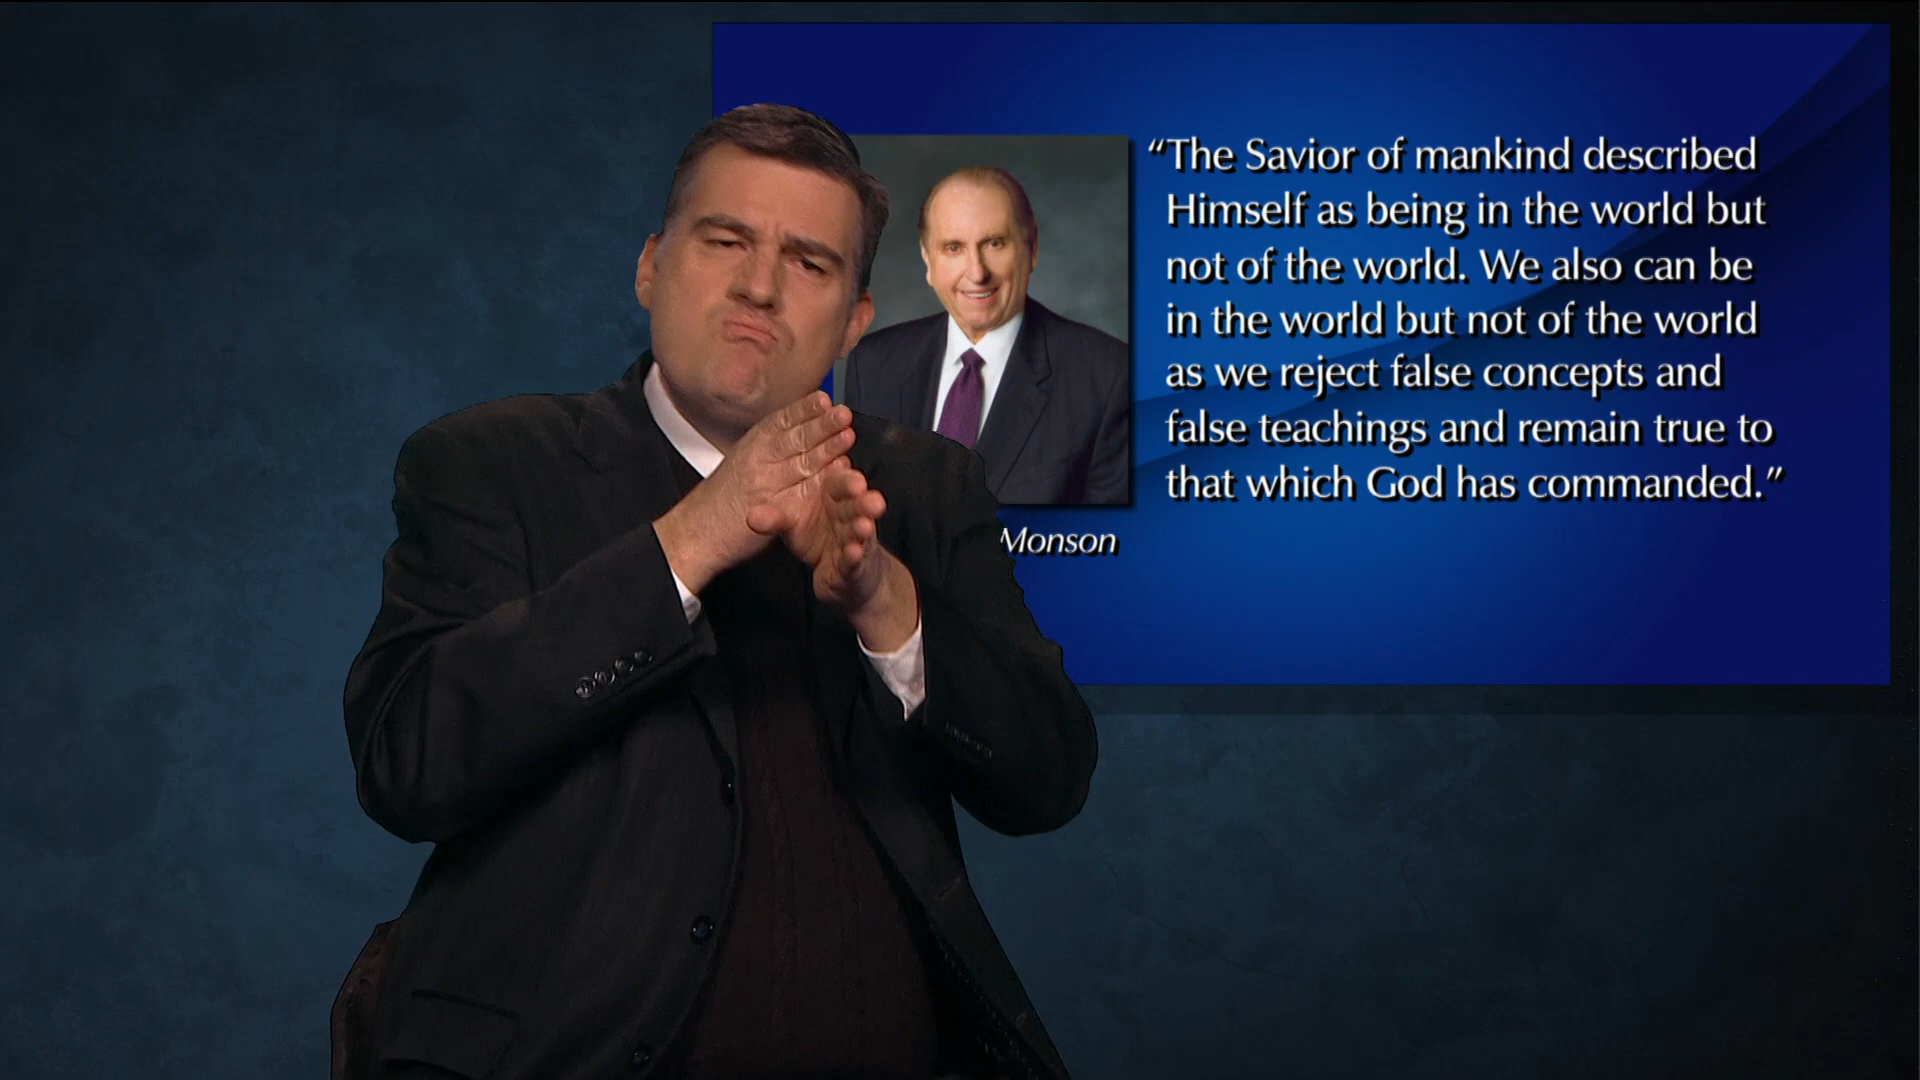 “The Savior of mankind described
Himself as being in the world but
not of the world. We also can be
in the world but not of the world
as we reject false concepts and
false teachings and remain true to
that which God has commanded.”
Monson